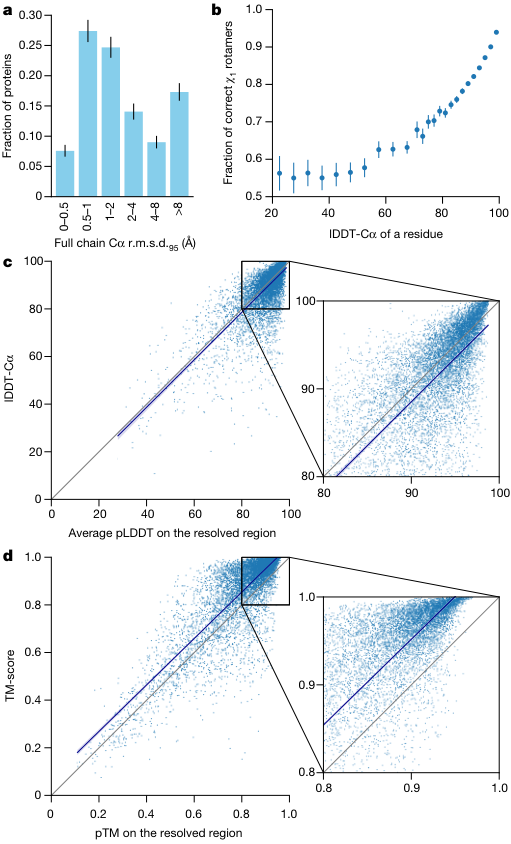 a
0.30
0.25
0.20
0.15
0.10
0.05
0
Fraction of proteins
0–0.5
0.5–1
1–2
2–4
4–8
>8
Full chain Cα r.m.s.d.95 (Å)
b
1.0
0.9
0.8
0.7
0.6
0.5
Fraction of correct χ1 rotamers
20 40 60 80 100
lDDT-Cα of a residue
c
100
80
60
40
20
0
lDDT-Cα
0 20 40 60 80 100
Average pLDDT on the resolved region
100
90
80
80 90 100
d
1.0
0.8
0.6
0.4
0.2
0
TM-score
0 0.2 0.4 0.6 0.8 1.0
pTM on the resolved region
1.0
0.9
0.8
0.8 0.9 1.0